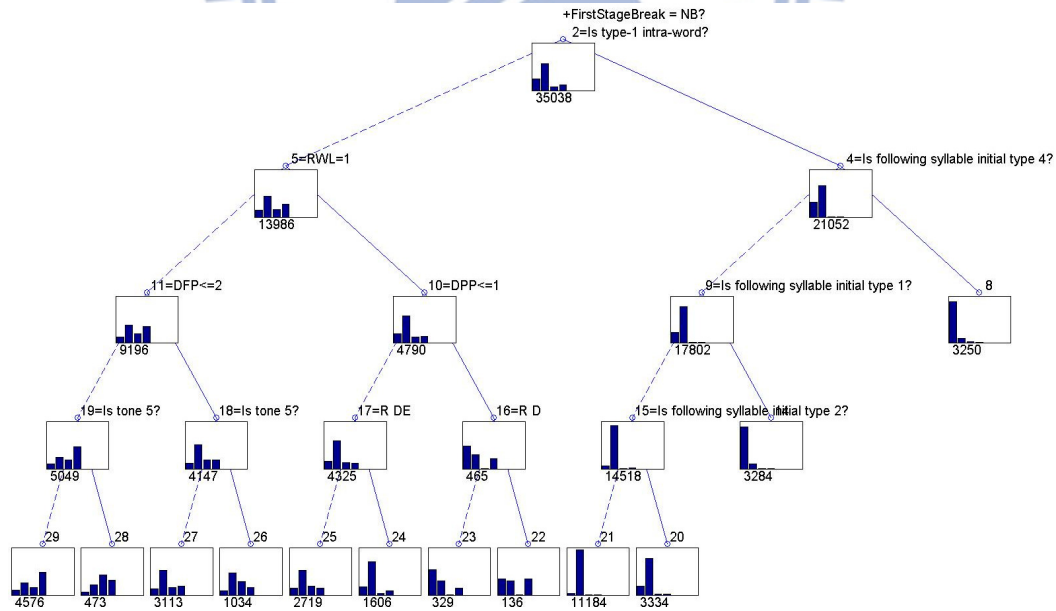 +FirstStageBreak = NB?
2=Is type-1 intra-word?
35038
5=RWL=1
4=Is following syllable initial type 4?
13986
21052
11=DFP<=2
10=DPP<=1
9=Is following syllable initial type 1?
8
9196
4790
17802
3250
19=Is tone 5?
18=Is tone 5?
17=R DE
16=R D
15=Is following syllable initial type 2?
14
5049
4147
4325
465
14518
3284
29
28
27
26
25
24
23
22
21
20
4576
473
3113
1034
2719
1606
329
136
11184
3334